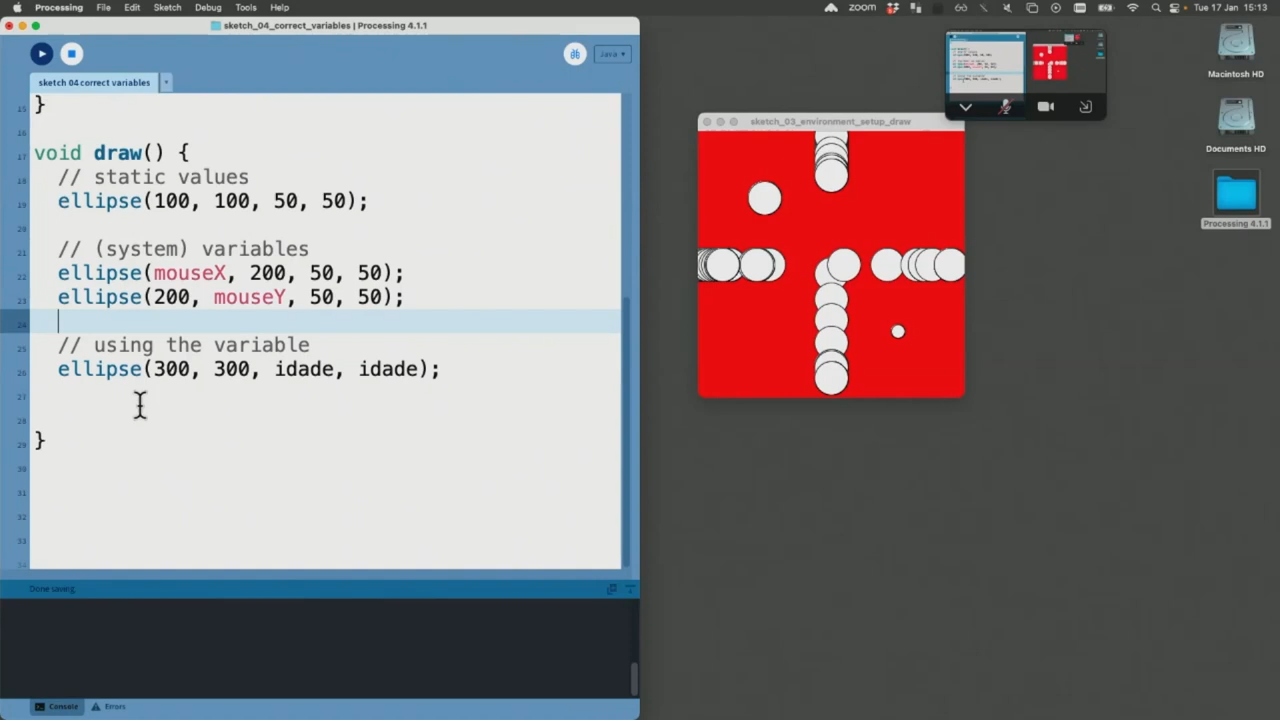 Processing File Edit Sketch Debug Tools Help
zoom Tue 17 Jan 15:13
sketch_04_correct_variables | Processing 4.1.1
Java
sketch 04 correct variables
15 }
16
17 void draw() {
18 // static values
19 ellipse(100, 100, 50, 50);
20
21 // (system) variables
22 ellipse(mouseX, 200, 50, 50);
23 ellipse(200, mouseY, 50, 50);
24
25 // using the variable
26 ellipse(300, 300, idade, idade);
27
28
29 }
30
31
32
33
34
Done saving.
Console Errors
sketch_03_environment_setup_draw
Macintosh HD
Documents HD
Processing 4.1.1